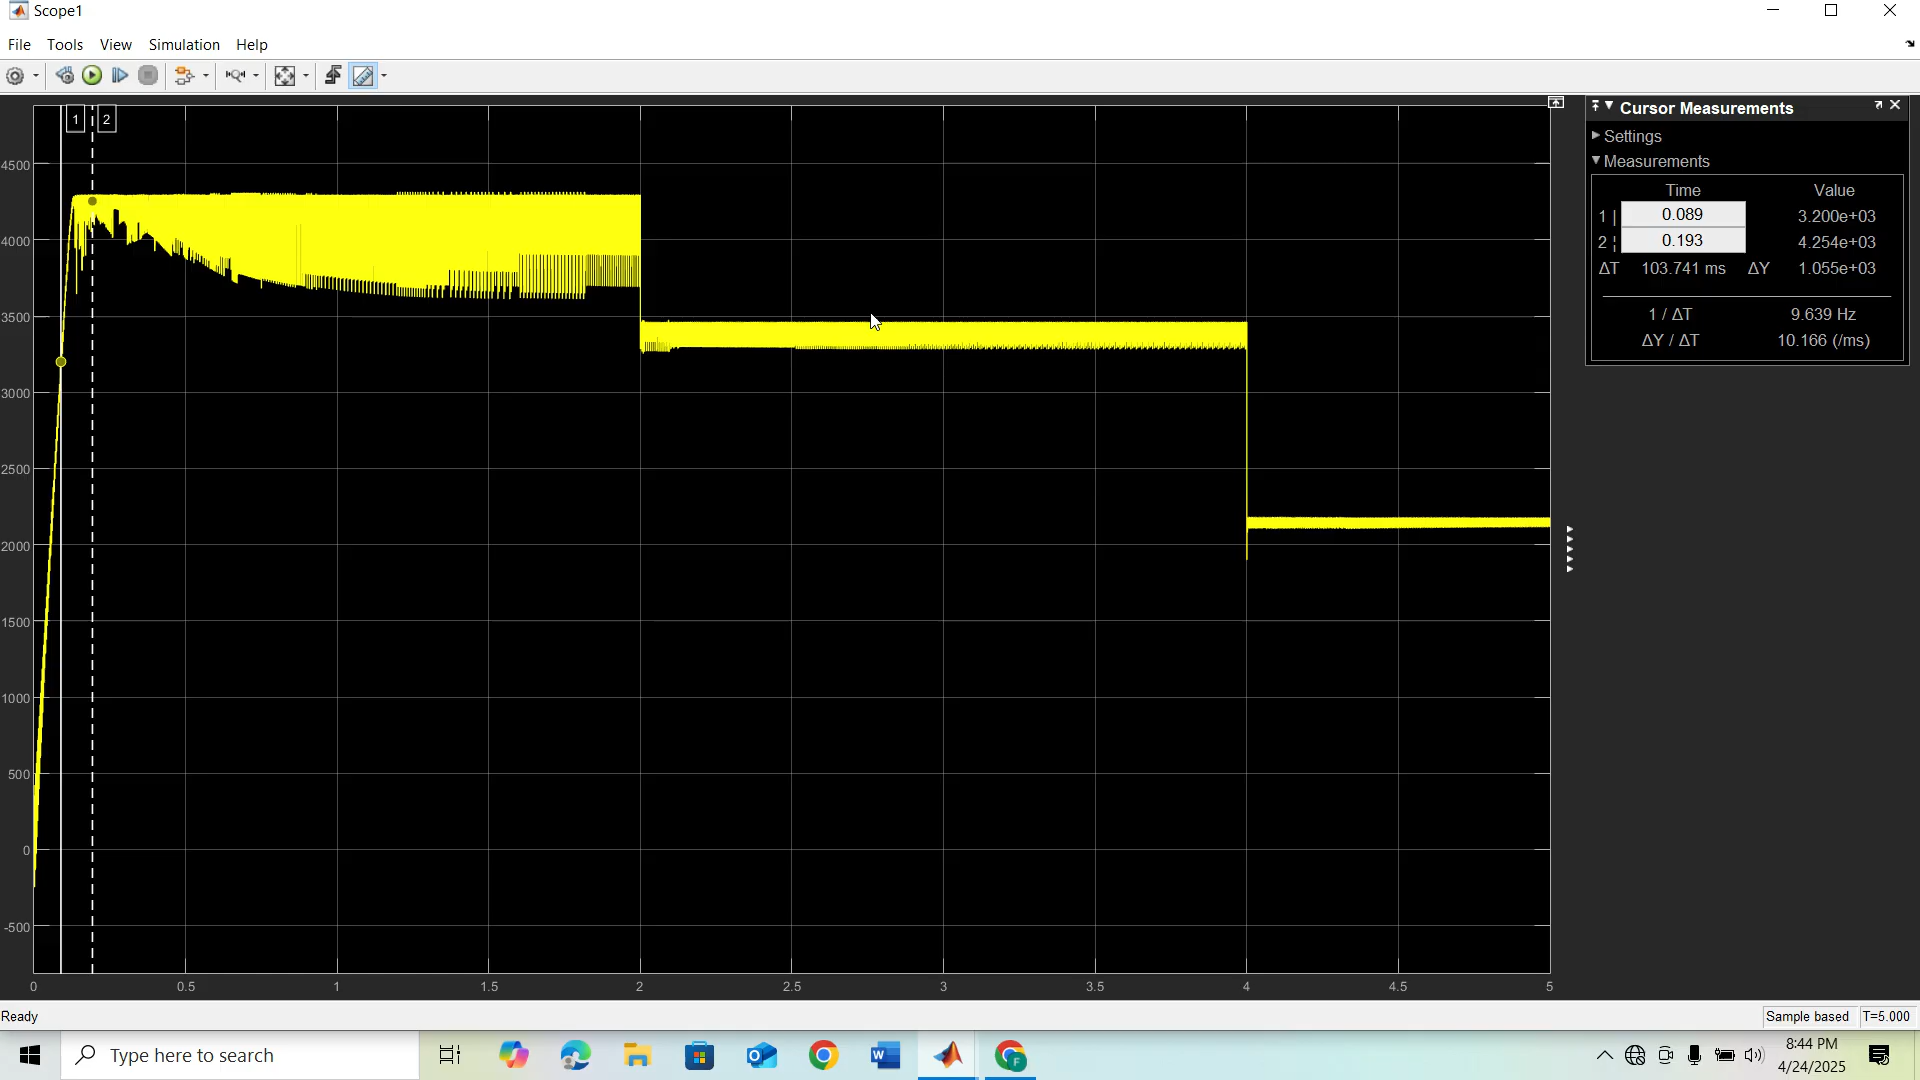 Scope1
File Tools View Simulation Help
1 2
Cursor Measurements
Settings
Measurements
Time Value
1 | 0.089 3.200e+03
2 ¦ 0.193 4.254e+03
ΔT 103.741 ms ΔY 1.055e+03
1 / ΔT 9.639 Hz
ΔY / ΔT 10.166 (/ms)
4500
4000
3500
3000
2500
2000
1500
1000
500
0
-500
0 0.5 1 1.5 2 2.5 3 3.5 4 4.5 5
Ready Sample based T=5.000
Type here to search
8:44 PM
4/24/2025